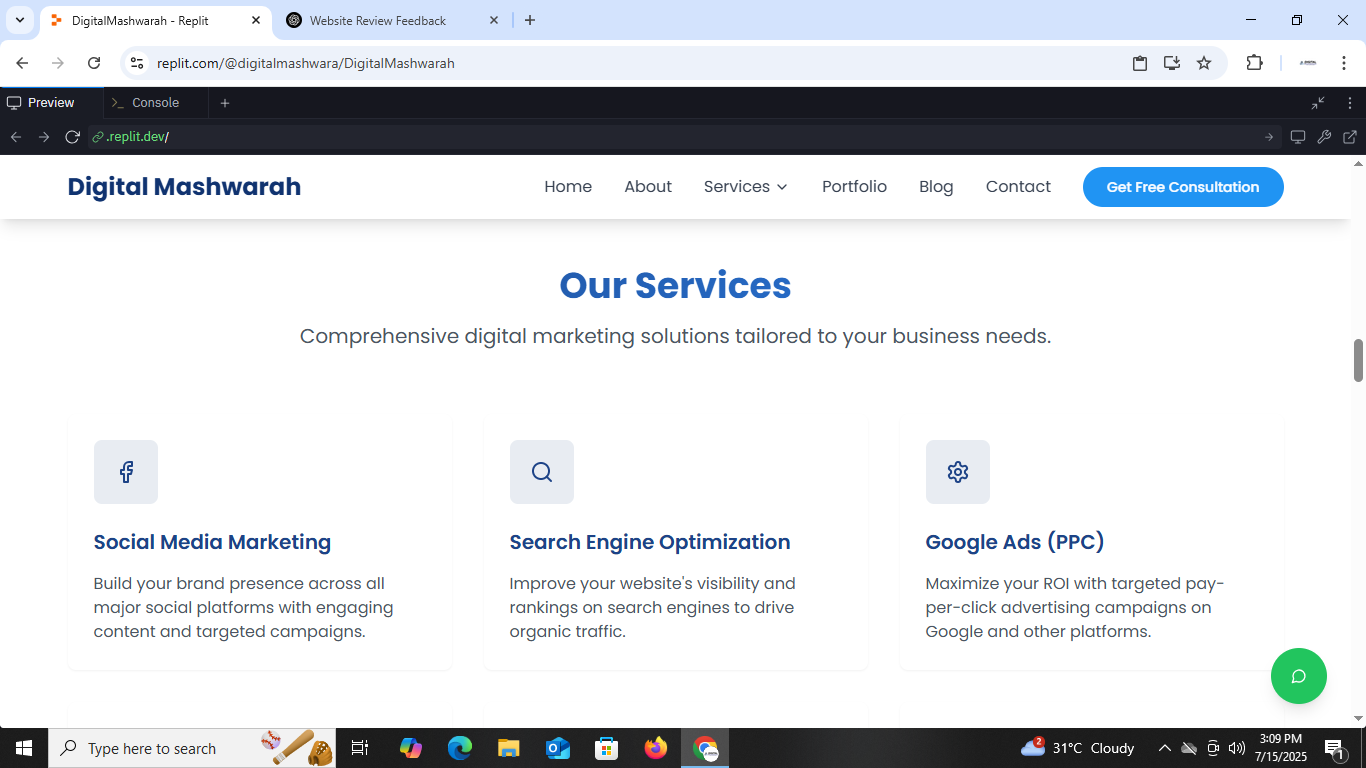 DigitalMashwarah - Replit
Website Review Feedback
replit.com/@digitalmashwara/DigitalMashwarah
Preview
Console
.replit.dev/
Digital Mashwarah
Home
About
Services
Portfolio
Blog
Contact
Get Free Consultation
Our Services
Comprehensive digital marketing solutions tailored to your business needs.
Social Media Marketing
Build your brand presence across all
major social platforms with engaging
content and targeted campaigns.
Search Engine Optimization
Improve your website's visibility and
rankings on search engines to drive
organic traffic.
Google Ads (PPC)
Maximize your ROI with targeted pay-
per-click advertising campaigns on
Google and other platforms.
Type here to search
2
31°C Cloudy
3:09 PM
7/15/2025
1